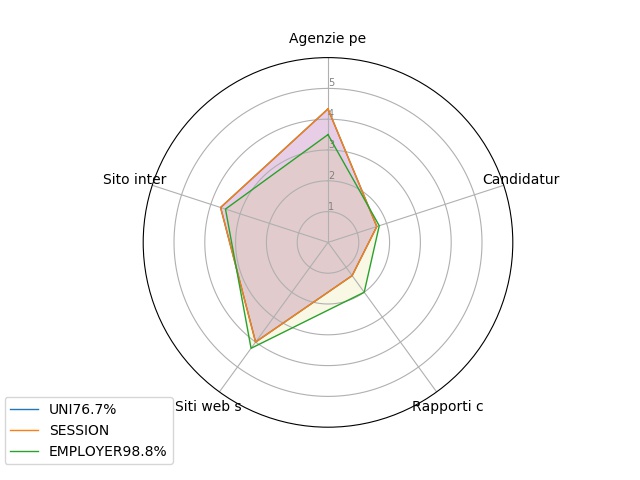 Agenzie pe
5
4
3
2
1
Sito inter
Candidatur
Siti web s
Rapporti c
UNI76.7%
SESSION
EMPLOYER98.8%